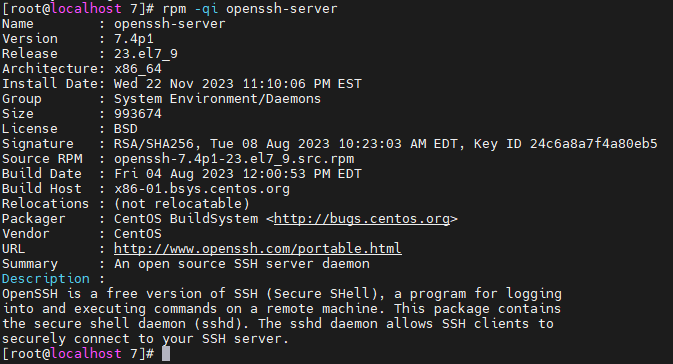 [root@localhost 7]# rpm -qi openssh-server
Name        : openssh-server
Version     : 7.4p1
Release     : 23.el7_9
Architecture: x86_64
Install Date: Wed 22 Nov 2023 11:10:06 PM EST
Group       : System Environment/Daemons
Size        : 993674
License     : BSD
Signature   : RSA/SHA256, Tue 08 Aug 2023 10:23:03 AM EDT, Key ID 24c6a8a7f4a80eb5
Source RPM  : openssh-7.4p1-23.el7_9.src.rpm
Build Date  : Fri 04 Aug 2023 12:00:53 PM EDT
Build Host  : x86-01.bsys.centos.org
Relocations : (not relocatable)
Packager    : CentOS BuildSystem <http://bugs.centos.org>
Vendor      : CentOS
URL         : http://www.openssh.com/portable.html
Summary     : An open source SSH server daemon
Description :
OpenSSH is a free version of SSH (Secure SHell), a program for logging
into and executing commands on a remote machine. This package contains
the secure shell daemon (sshd). The sshd daemon allows SSH clients to
securely connect to your SSH server.
[root@localhost 7]#